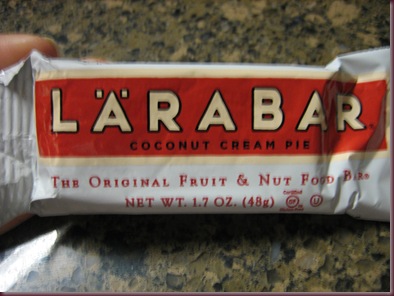 LÄRABAR®
COCONUT CREAM PIE
THE ORIGINAL FRUIT & NUT FOOD BAR®
NET WT. 1.7 OZ. (48g)